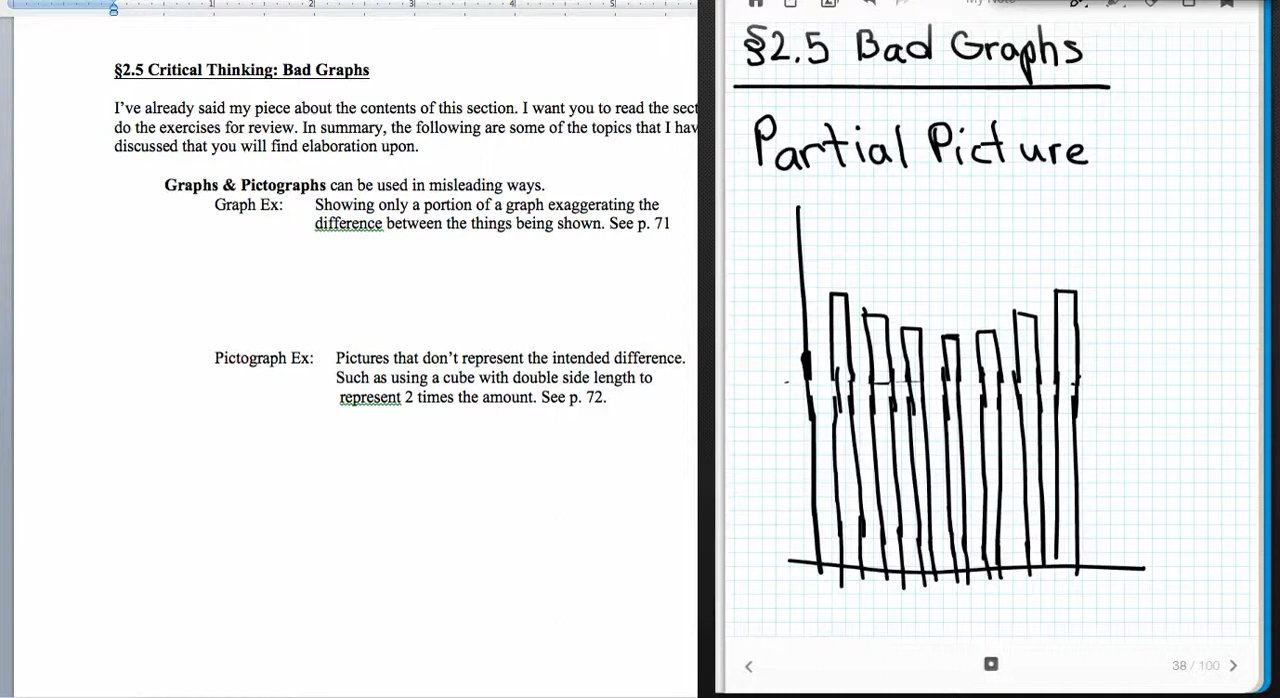 1 2 3 4 5
§2.5 Critical Thinking: Bad Graphs
I've already said my piece about the contents of this section. I want you to read the sect
do the exercises for review. In summary, the following are some of the topics that I hav
discussed that you will find elaboration upon.
Graphs & Pictographs can be used in misleading ways.
Graph Ex: Showing only a portion of a graph exaggerating the
difference between the things being shown. See p. 71
Pictograph Ex: Pictures that don't represent the intended difference.
Such as using a cube with double side length to
represent 2 times the amount. See p. 72.
§2.5 Bad Graphs
Partial Picture
38 / 100